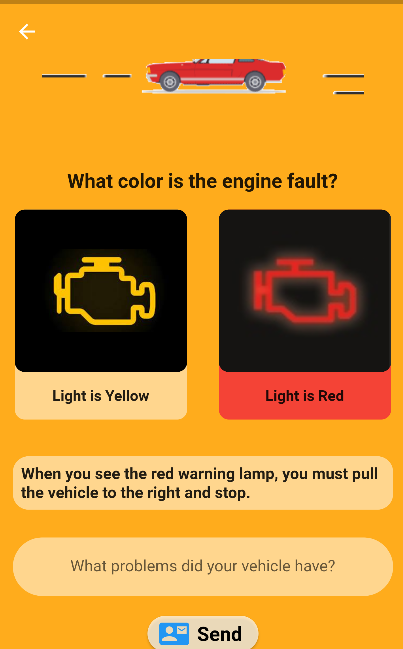 What color is the engine fault?
Light is Yellow
Light is Red
When you see the red warning lamp, you must pull
the vehicle to the right and stop.
What problems did your vehicle have?
Send